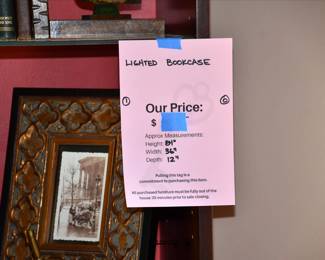 LIGHTED BOOKCASE
1 6
Our Price:
$
Approx Measurements:
Height: 84"
Width: 36"
Depth: 12"
Pulling this tag is a
commitment to purchasing this item.
All purchased furniture must be fully out of the
house 30 minutes prior to sale closing.